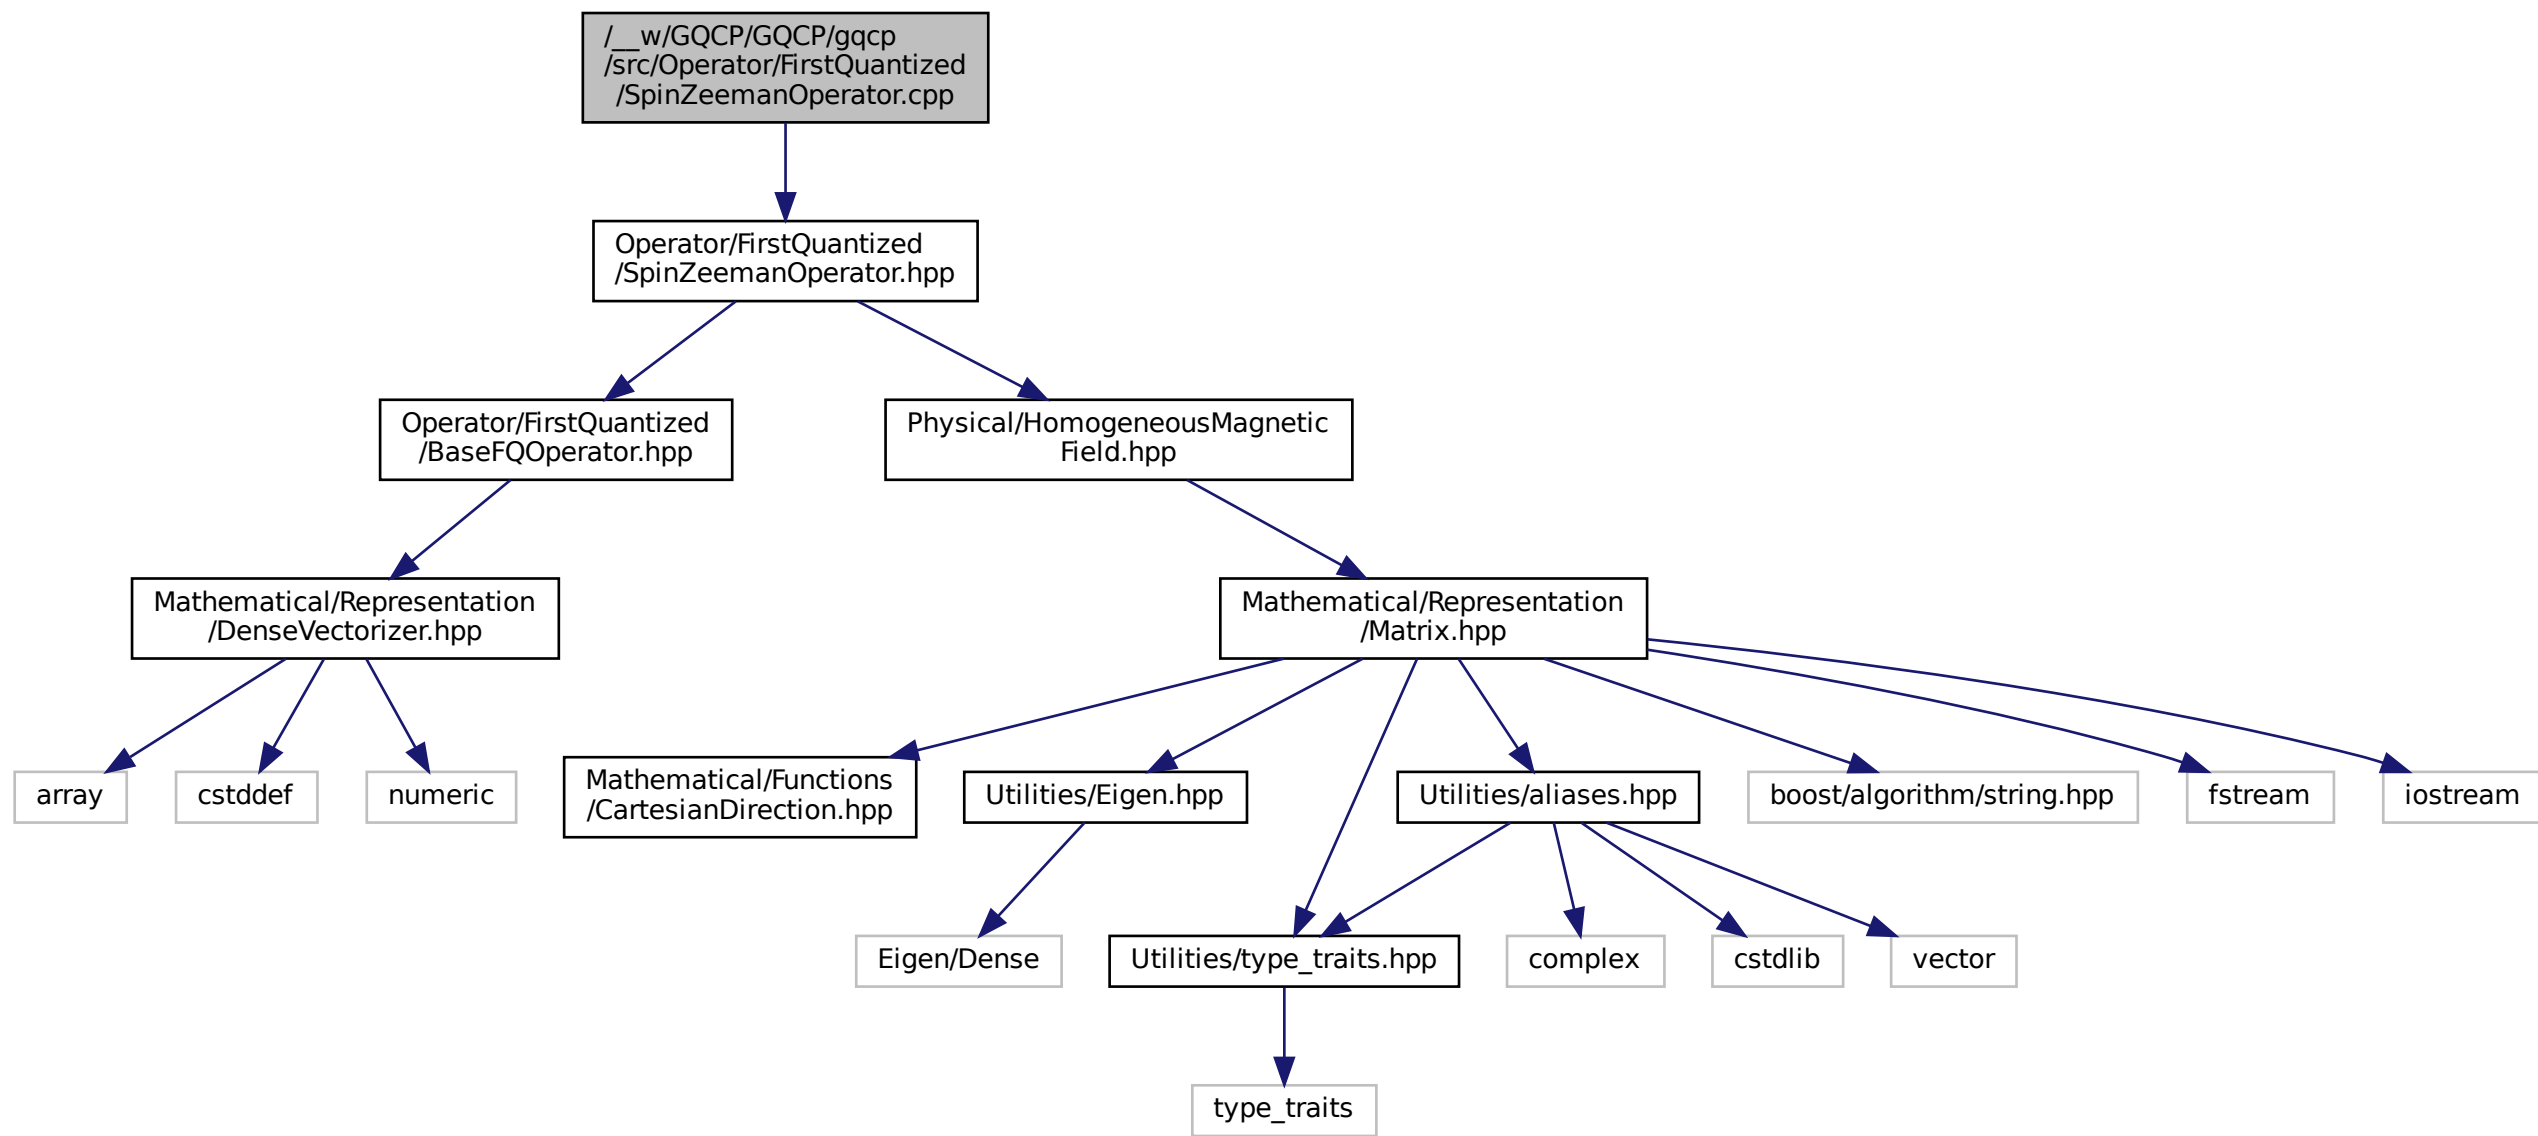 /__w/GQCP/GQCP/gqcp
/src/Operator/FirstQuantized
/SpinZeemanOperator.cpp
Operator/FirstQuantized
/SpinZeemanOperator.hpp
Operator/FirstQuantized
/BaseFQOperator.hpp
Physical/HomogeneousMagnetic
Field.hpp
Mathematical/Representation
/DenseVectorizer.hpp
Mathematical/Representation
/Matrix.hpp
array
cstddef
numeric
Mathematical/Functions
/CartesianDirection.hpp
Utilities/Eigen.hpp
Utilities/aliases.hpp
boost/algorithm/string.hpp
fstream
iostream
Eigen/Dense
Utilities/type_traits.hpp
complex
cstdlib
vector
type_traits